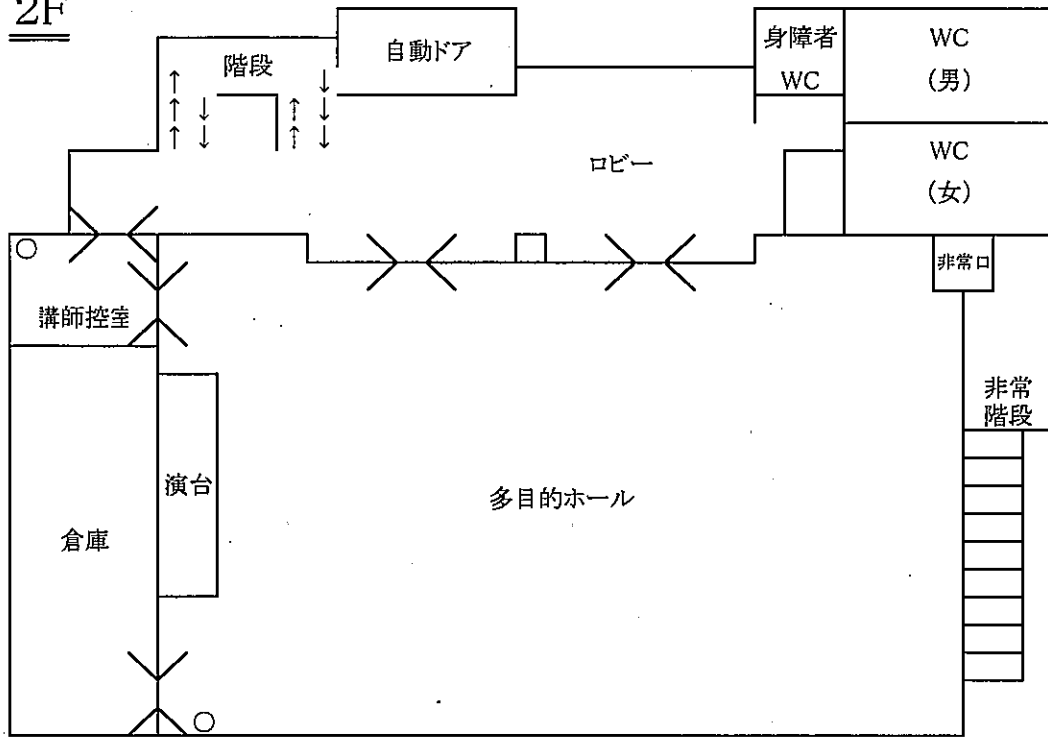 2F
階段
自動ドア
身障者
WC
WC
(男)
ロビー
WC
(女)
非常口
講師控室
非常
階段
演台
多目的ホール
倉庫